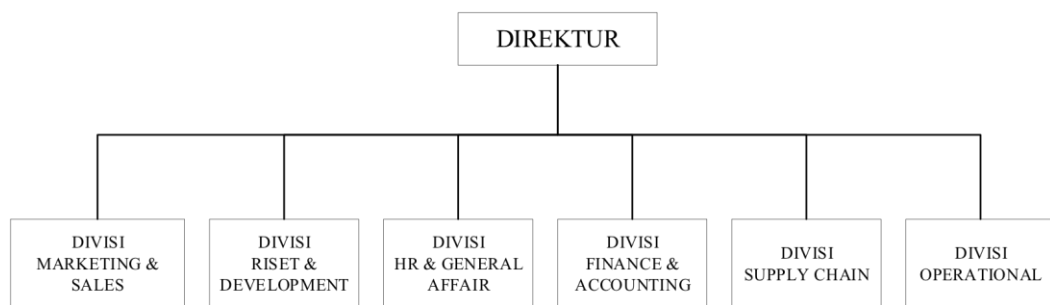 DIREKTUR
DIVISI
MARKETING &
SALES
DIVISI
RISET &
DEVELOPMENT
DIVISI
HR & GENERAL
AFFAIR
DIVISI
FINANCE &
ACCOUNTING
DIVISI
SUPPLY CHAIN
DIVISI
OPERATIONAL